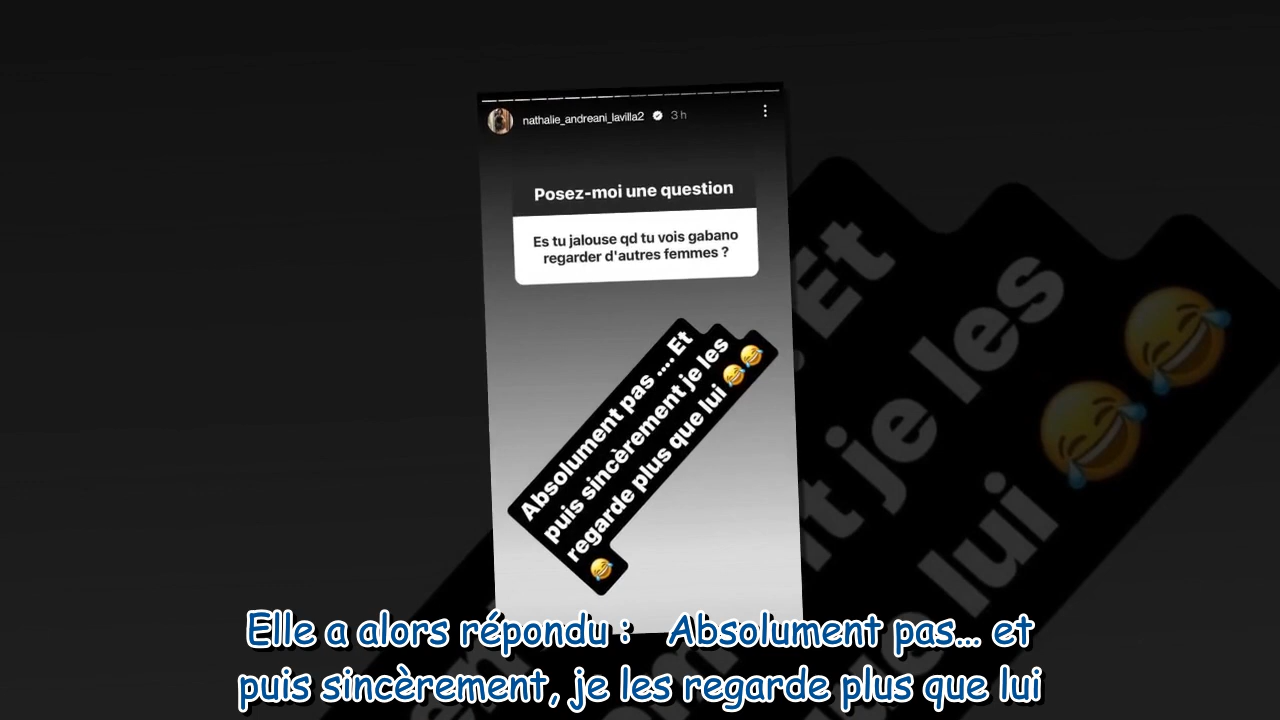 nathalie_andreani_lavilla2 3 h
Posez-moi une question
Es tu jalouse qd tu vois gabano
regarder d'autres femmes ?
Absolument pas .... Et
puis sincèrement je les
regarde plus que lui 😂😂
😂
Elle a alors répondu : Absolument pas... et
puis sincèrement, je les regarde plus que lui